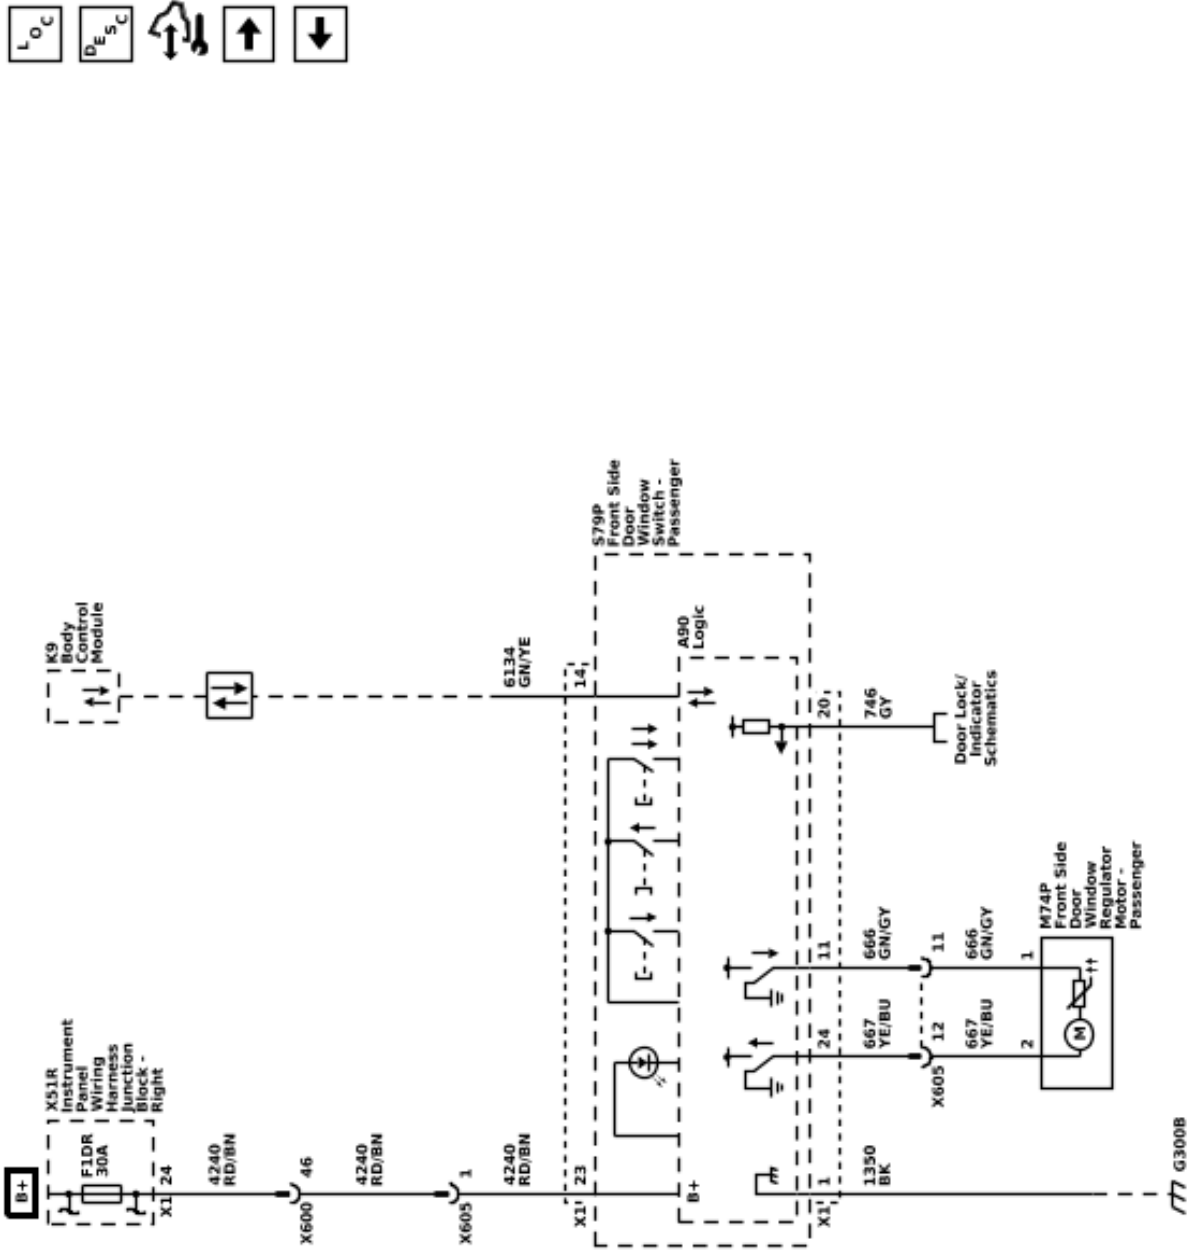 LOC
DESC
B+
X51R
Instrument
Panel
Wiring
Harness
Junction
Block -
Right
F1DR
30A
X1
24
4240
RD/BN
X600
46
4240
RD/BN
X605
1
4240
RD/BN
X1
23
K9
Body
Control
Module
6134
GN/YE
14
S79P
Front Side
Door
Window
Switch -
Passenger
A90
Logic
B+
X1
1
24
11
20
1350
BK
667
YE/BU
666
GN/GY
746
GY
Door Lock/
Indicator
Schematics
X605
12
11
667
YE/BU
666
GN/GY
2
1
M74P
Front Side
Door
Window
Regulator
Motor -
Passenger
M
G300B